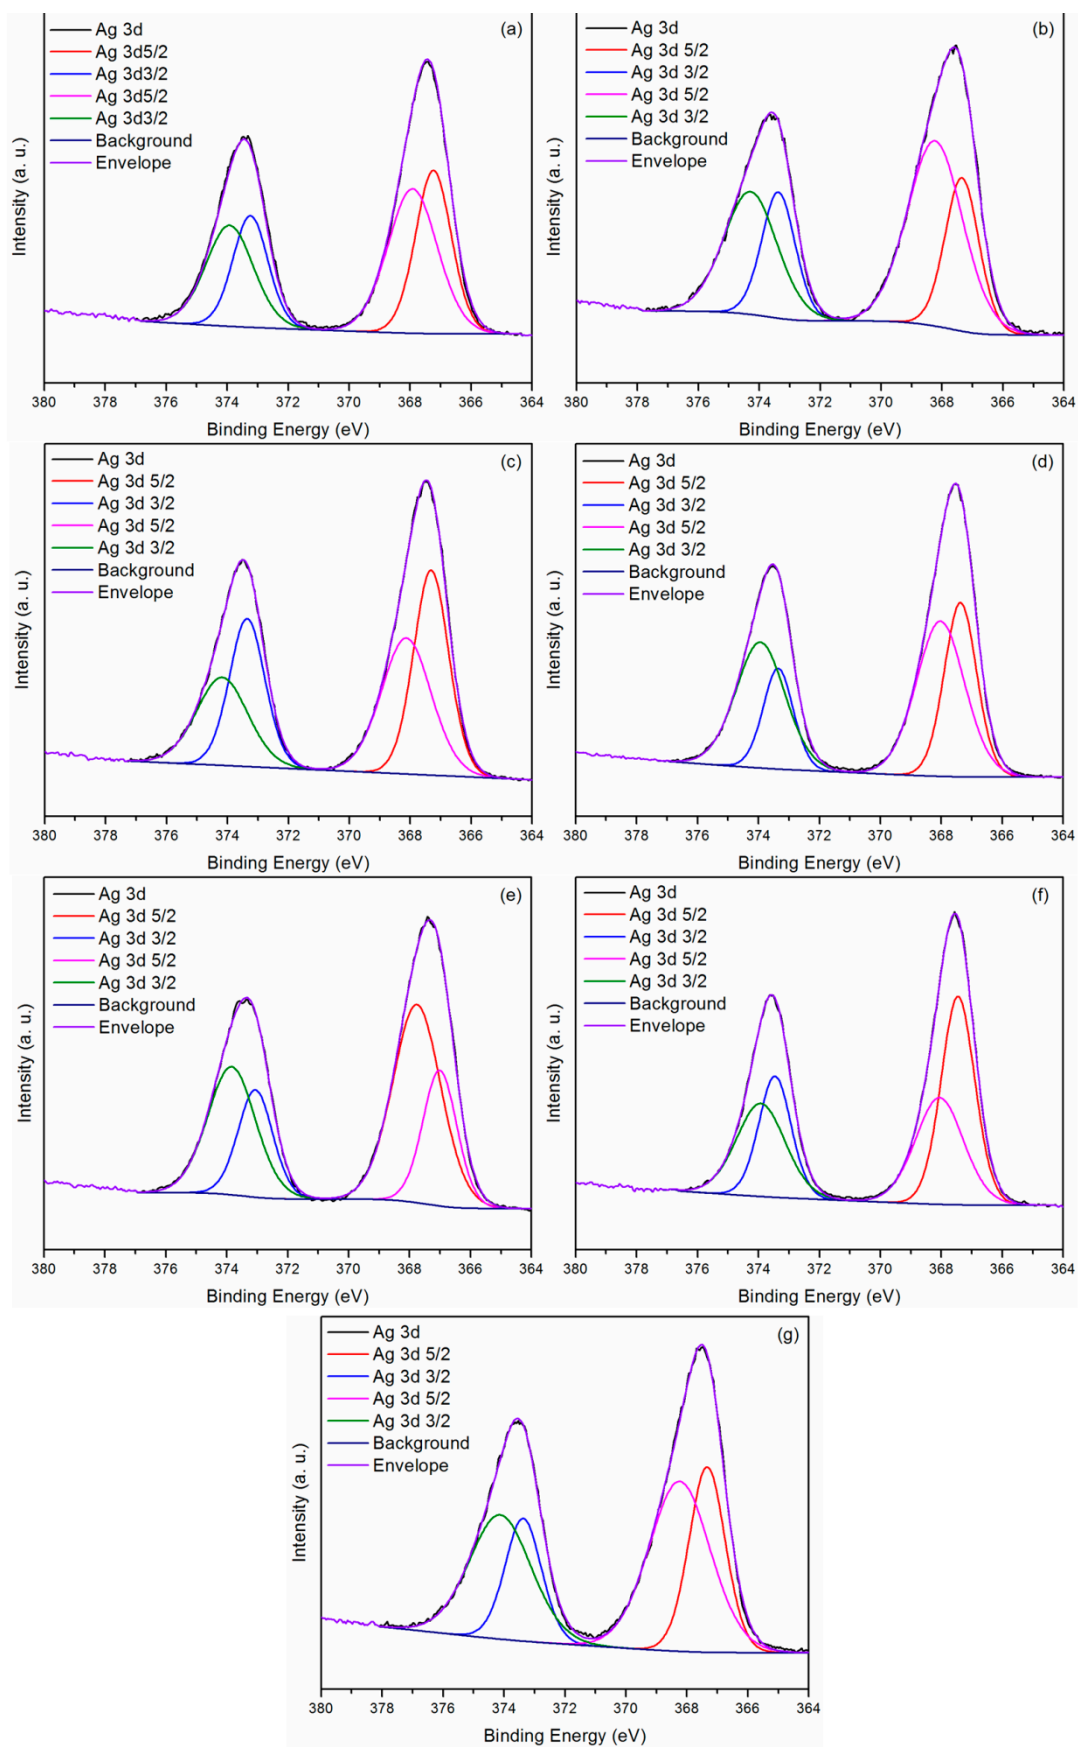 (a)
Ag 3d
Ag 3d5/2
Ag 3d3/2
Ag 3d5/2
Ag 3d3/2
Background
Envelope
Intensity (a. u.)
380 378 376 374 372 370 368 366 364
Binding Energy (eV)
(b)
Ag 3d
Ag 3d 5/2
Ag 3d 3/2
Ag 3d 5/2
Ag 3d 3/2
Background
Envelope
Intensity (a. u.)
380 378 376 374 372 370 368 366 364
Binding Energy (eV)
(c)
Ag 3d
Ag 3d 5/2
Ag 3d 3/2
Ag 3d 5/2
Ag 3d 3/2
Background
Envelope
Intensity (a. u.)
380 378 376 374 372 370 368 366 364
Binding Energy (eV)
(d)
Ag 3d
Ag 3d 5/2
Ag 3d 3/2
Ag 3d 5/2
Ag 3d 3/2
Background
Envelope
Intensity (a. u.)
380 378 376 374 372 370 368 366 364
Binding Energy (eV)
(e)
Ag 3d
Ag 3d 5/2
Ag 3d 3/2
Ag 3d 5/2
Ag 3d 3/2
Background
Envelope
Intensity (a. u.)
380 378 376 374 372 370 368 366 364
Binding Energy (eV)
(f)
Ag 3d
Ag 3d 5/2
Ag 3d 3/2
Ag 3d 5/2
Ag 3d 3/2
Background
Envelope
Intensity (a. u.)
380 378 376 374 372 370 368 366 364
Binding Energy (eV)
(g)
Ag 3d
Ag 3d 5/2
Ag 3d 3/2
Ag 3d 5/2
Ag 3d 3/2
Background
Envelope
Intensity (a. u.)
380 378 376 374 372 370 368 366 364
Binding Energy (eV)